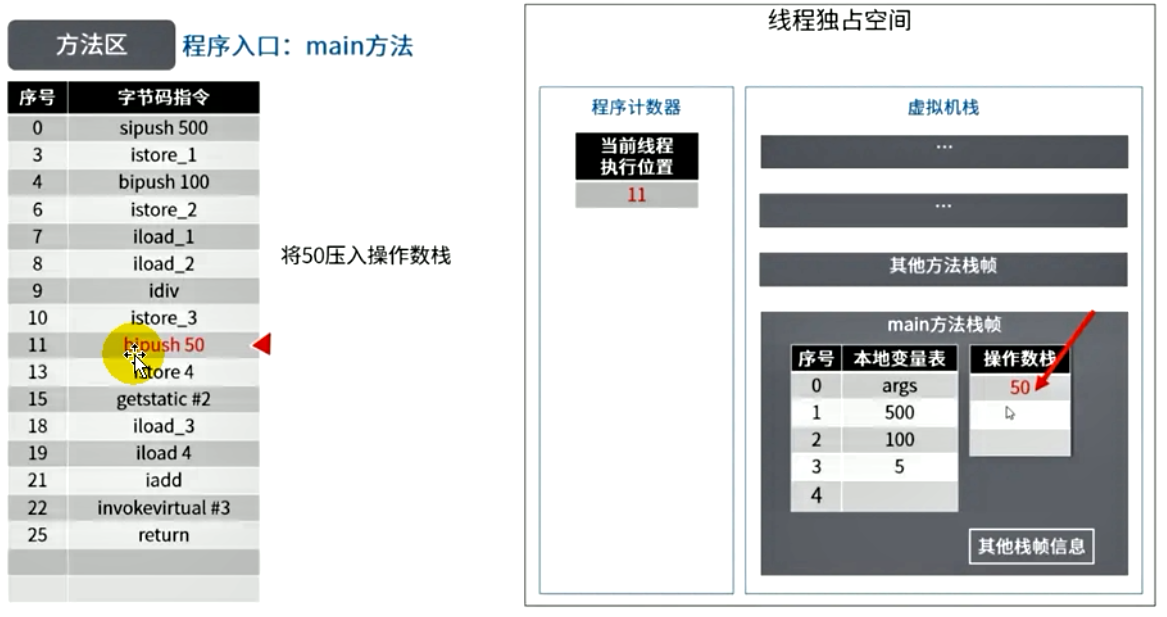 方法区 程序入口：main方法
序号 字节码指令
0 sipush 500
3 istore_1
4 bipush 100
6 istore_2
7 iload_1
8 iload_2
9 idiv
10 istore_3
11 bipush 50
13 istore 4
15 getstatic #2
18 iload_3
19 iload 4
21 iadd
22 invokevirtual #3
25 return
将50压入操作数栈
线程独占空间
程序计数器
当前线程
执行位置
11
虚拟机栈
...
...
其他方法栈帧
main方法栈帧
序号 本地变量表
0 args
1 500
2 100
3 5
4
操作数栈
50
其他栈帧信息